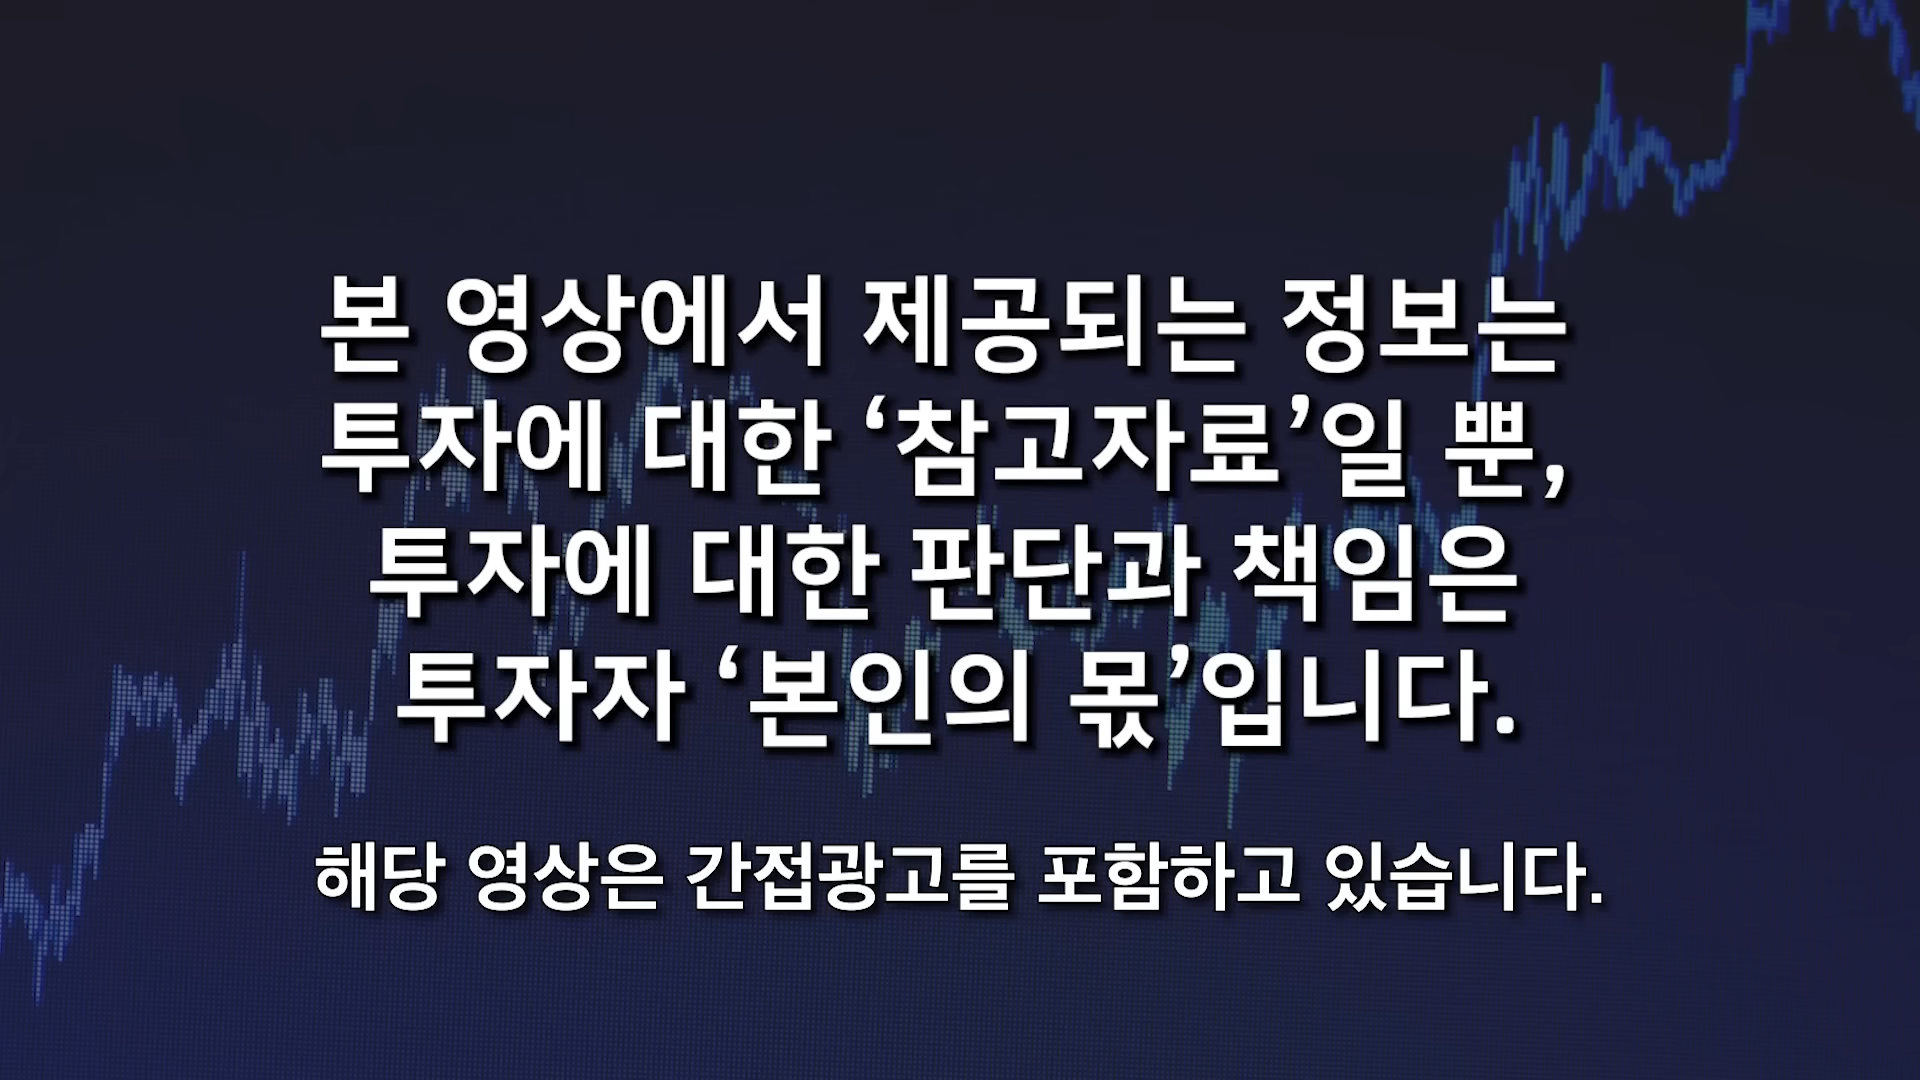 본 영상에서 제공되는 정보는
투자에 대한 ‘참고자료’일 뿐,
투자에 대한 판단과 책임은
투자자 ‘본인의 몫’입니다.
해당 영상은 간접광고를 포함하고 있습니다.